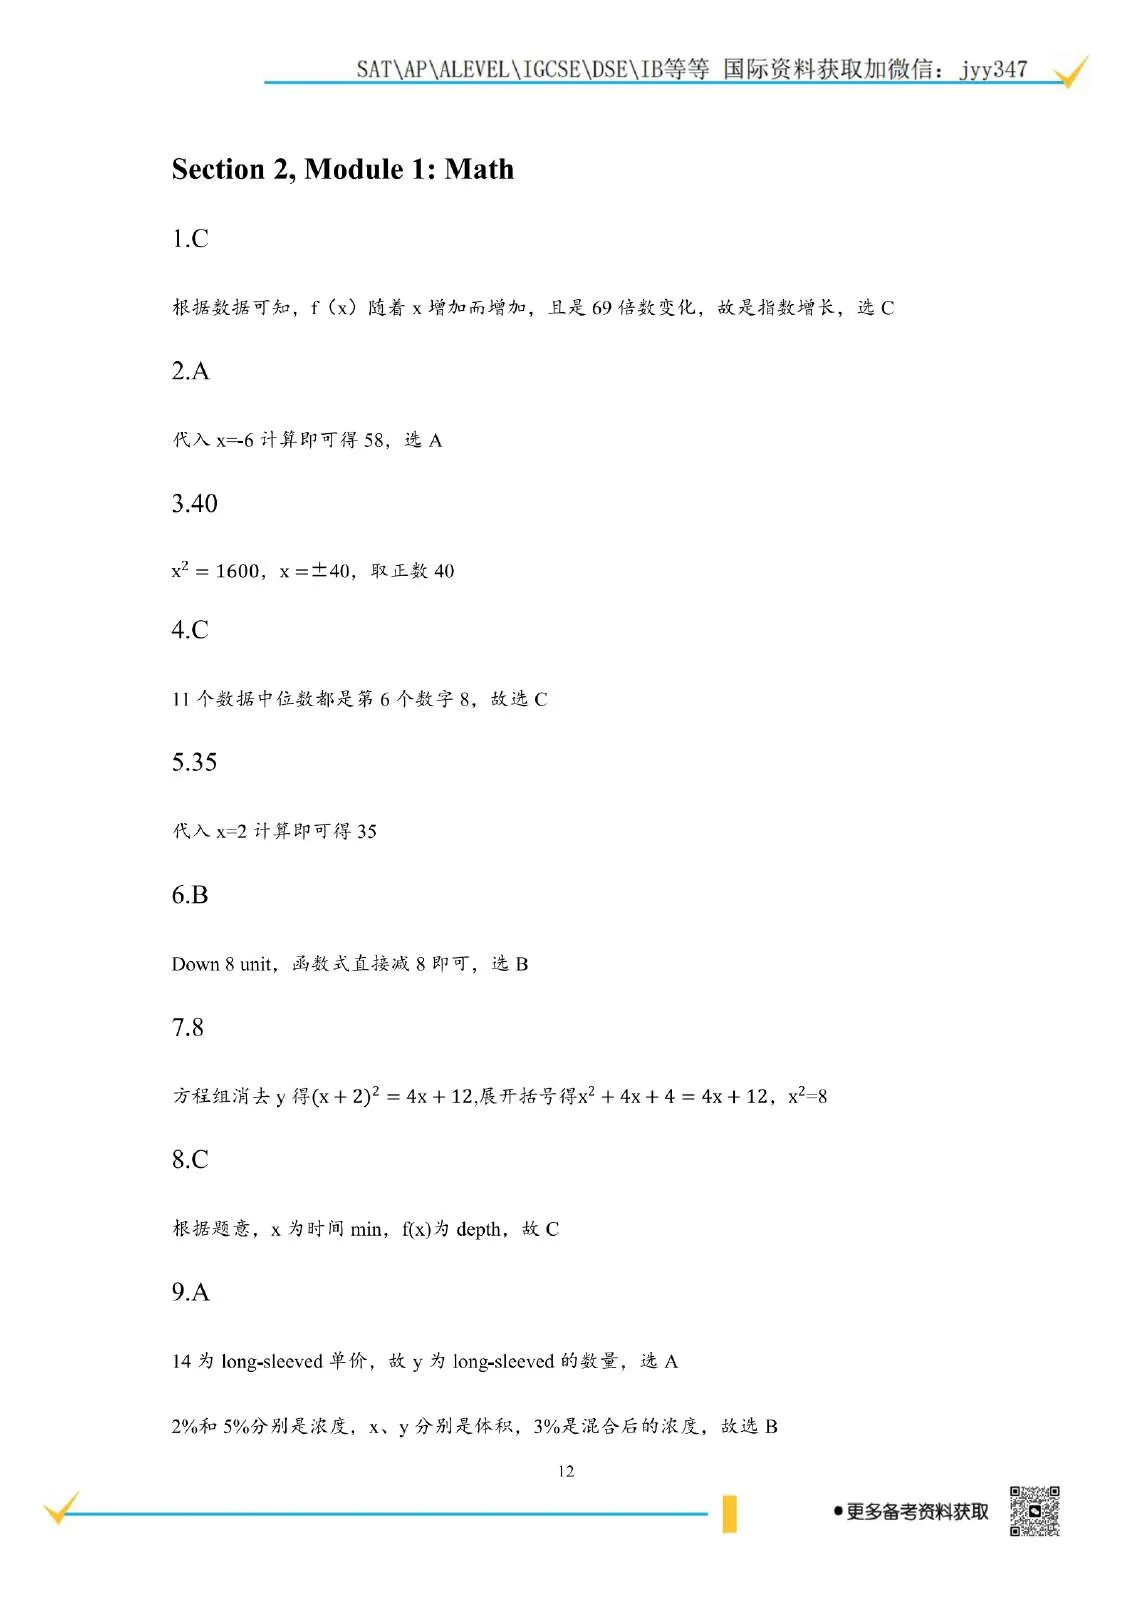 SAT\AP\ALEVEL\IGCSE\DSE\IB等等 国际资料获取加微信：jyy347
Section 2, Module 1: Math
1.C
根据数据可知，f（x）随着 x 增加而增加，且是 69 倍数变化，故是指数增长，选 C
2.A
代入 x=-6 计算即可得 58，选 A
3.40
x² = 1600，x =±40，取正数 40
4.C
11 个数据中位数都是第 6 个数字 8，故选 C
5.35
代入 x=2 计算即可得 35
6.B
Down 8 unit，函数式直接减 8 即可，选 B
7.8
方程组消去 y 得(x + 2)² = 4x + 12,展开括号得x² + 4x + 4 = 4x + 12，x²=8
8.C
根据题意，x 为时间 min，f(x)为 depth，故 C
9.A
14 为 long-sleeved 单价，故 y 为 long-sleeved 的数量，选 A
2%和 5%分别是浓度，x、y 分别是体积，3%是混合后的浓度，故选 B
12
●更多备考资料获取